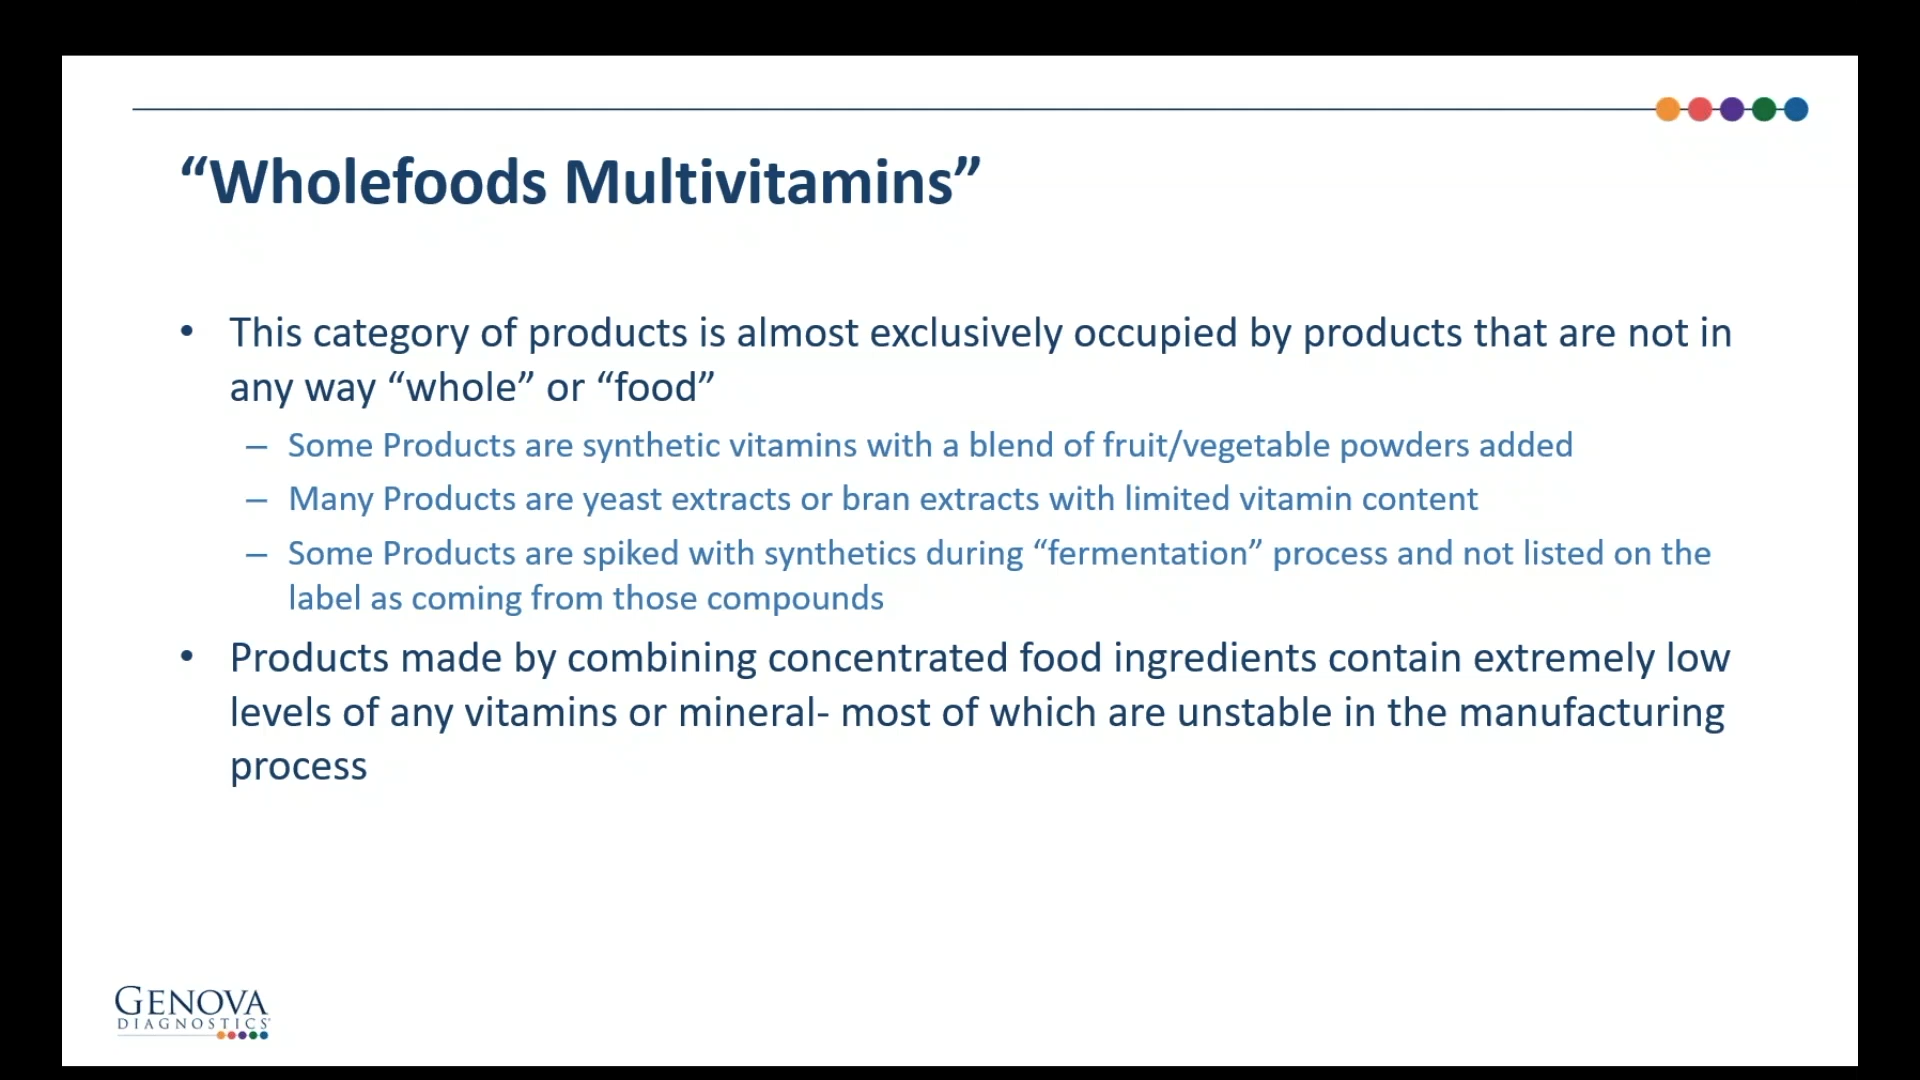 “Wholefoods Multivitamins”
• This category of products is almost exclusively occupied by products that are not in
any way “whole” or “food”
– Some Products are synthetic vitamins with a blend of fruit/vegetable powders added
– Many Products are yeast extracts or bran extracts with limited vitamin content
– Some Products are spiked with synthetics during “fermentation” process and not listed on the
label as coming from those compounds
• Products made by combining concentrated food ingredients contain extremely low
levels of any vitamins or mineral- most of which are unstable in the manufacturing
process
GENOVA
DIAGNOSTICS